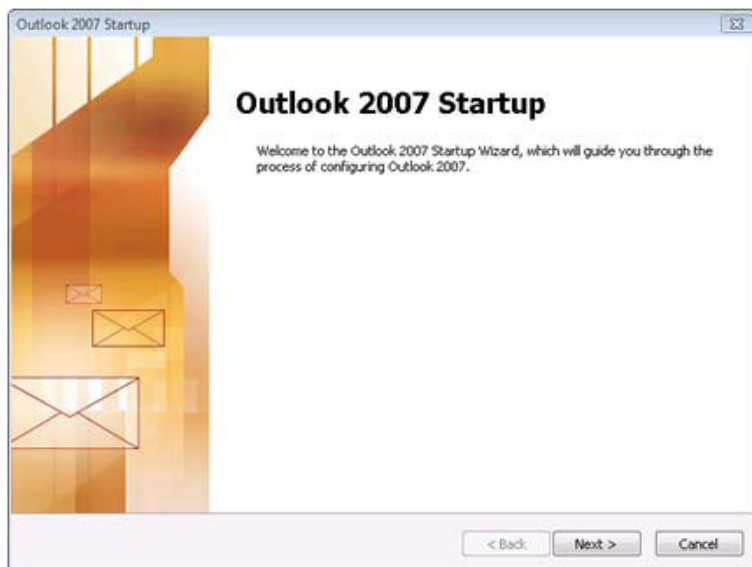 Outlook 2007 Startup
Outlook 2007 Startup
Welcome to the Outlook 2007 Startup Wizard, which will guide you through the
process of configuring Outlook 2007.
< Back
Next >
Cancel